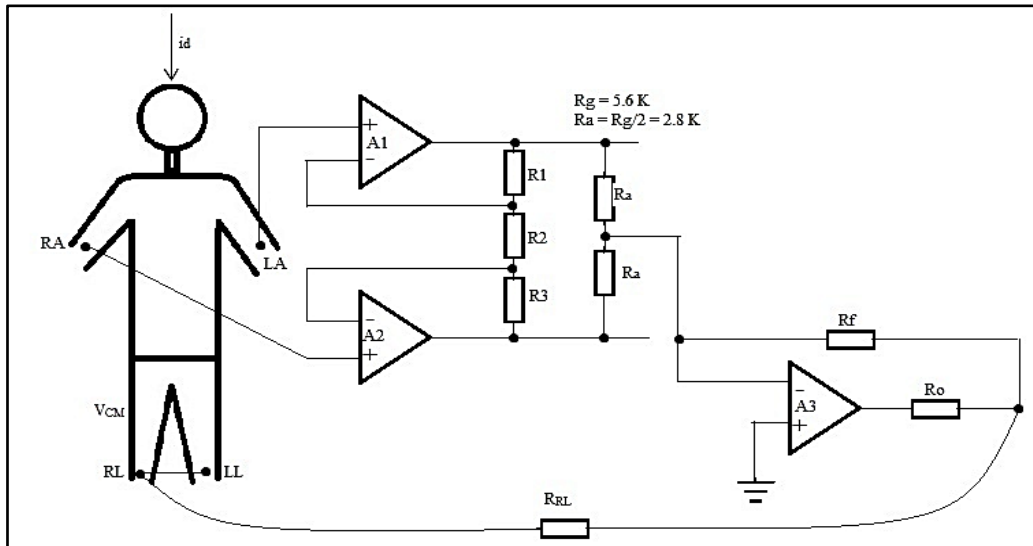 id
Rg = 5.6 K
Ra = Rg/2 = 2.8 K
+
A1
-
R1
Ra
R2
RA
LA
Ra
-
R3
A2
+
Rf
-
A3
+
Ro
VCM
RL
LL
RRL